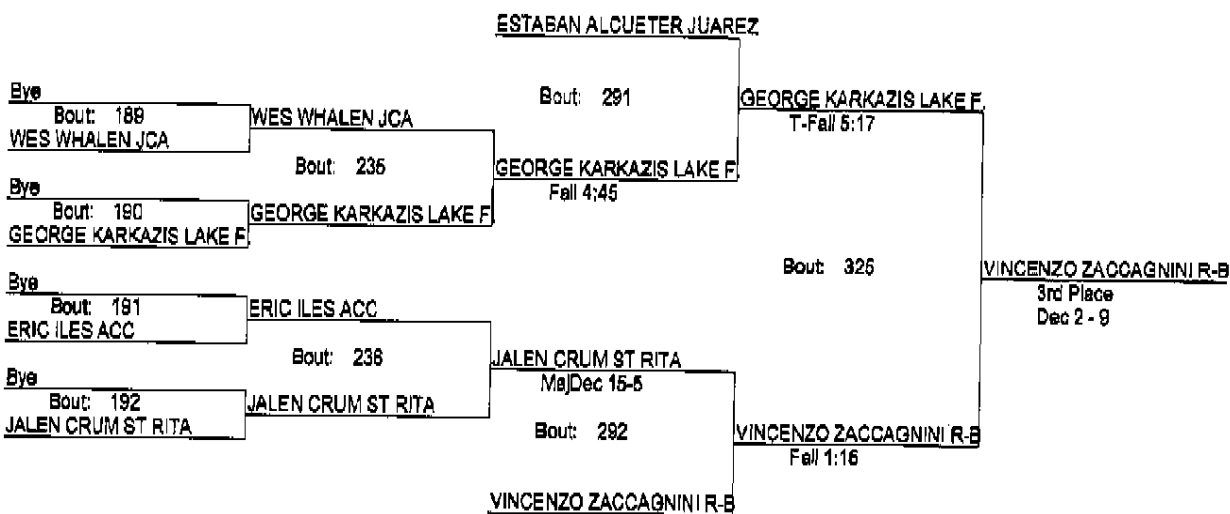 ESTABAN ALCUETER JUAREZ
Bye
Bout: 189
WES WHALEN JCA
WES WHALEN JCA
Bout: 235
Bye
Bout: 190
GEORGE KARKAZIS LAKE F.
GEORGE KARKAZIS LAKE F.
GEORGE KARKAZIS LAKE F.
Fall 4:45
Bout: 291
GEORGE KARKAZIS LAKE F.
T-Fall 5:17
Bye
Bout: 191
ERIC ILES ACC
ERIC ILES ACC
Bout: 236
Bye
Bout: 192
JALEN CRUM ST RITA
JALEN CRUM ST RITA
JALEN CRUM ST RITA
MajDec 15-5
Bout: 292
VINCENZO ZACCAGNINI R-B
VINCENZO ZACCAGNINI R-B
Fall 1:16
Bout: 325
VINCENZO ZACCAGNINI R-B
3rd Place
Dec 2 - 9